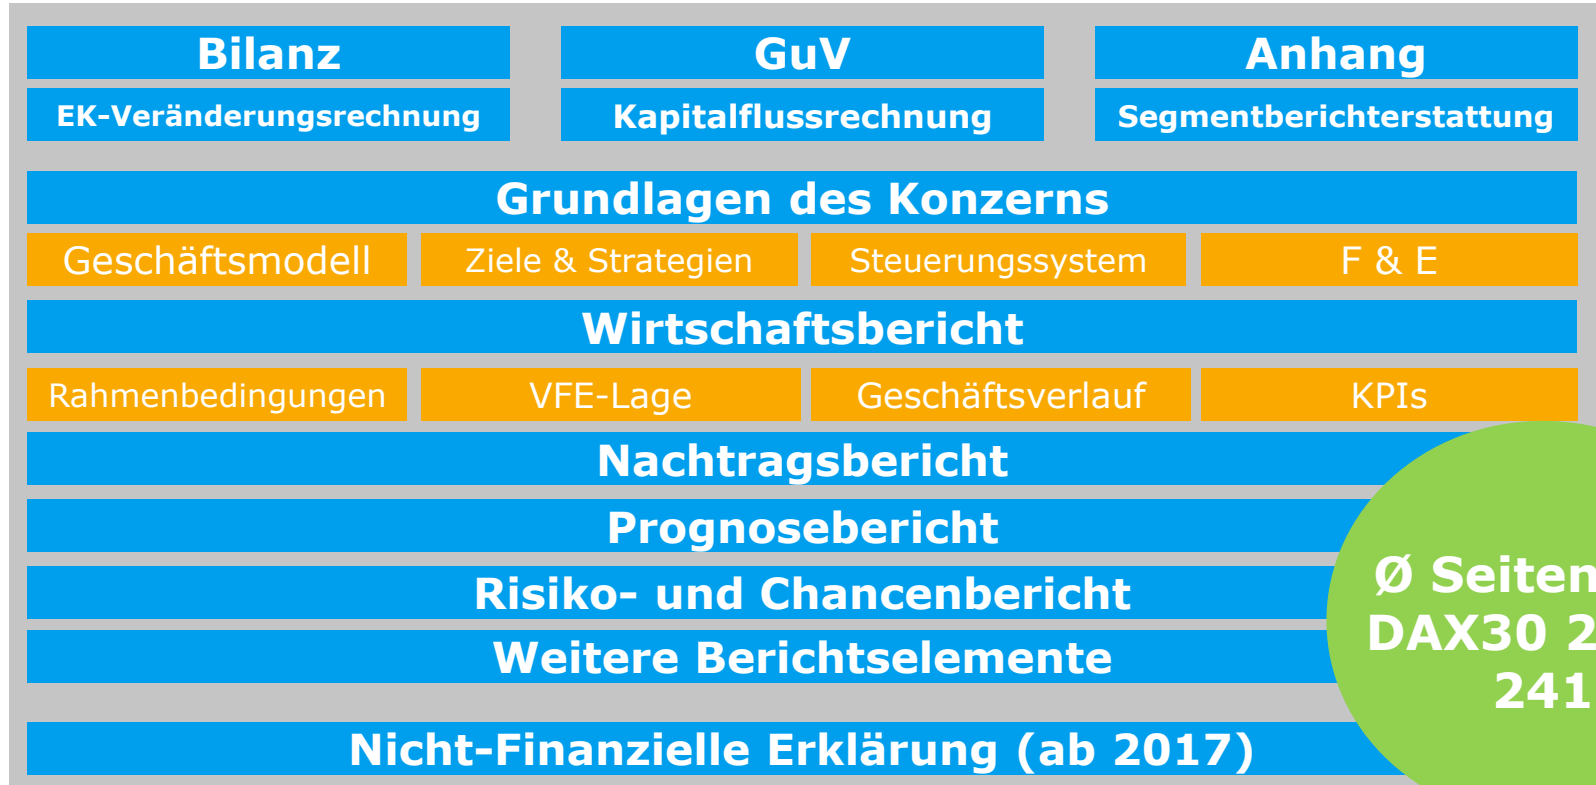 Bilanz
GuV
Anhang
EK-Veränderungsrechnung
Kapitalflussrechnung
Segmentberichterstattung
Grundlagen des Konzerns
Geschäftsmodell
Ziele & Strategien
Steuerungssystem
F & E
Wirtschaftsbericht
Rahmenbedingungen
VFE-Lage
Geschäftsverlauf
KPIs
Nachtragsbericht
Prognosebericht
Risiko- und Chancenbericht
Weitere Berichtselemente
Nicht-Finanzielle Erklärung (ab 2017)
Ø Seiten
DAX30 2
241